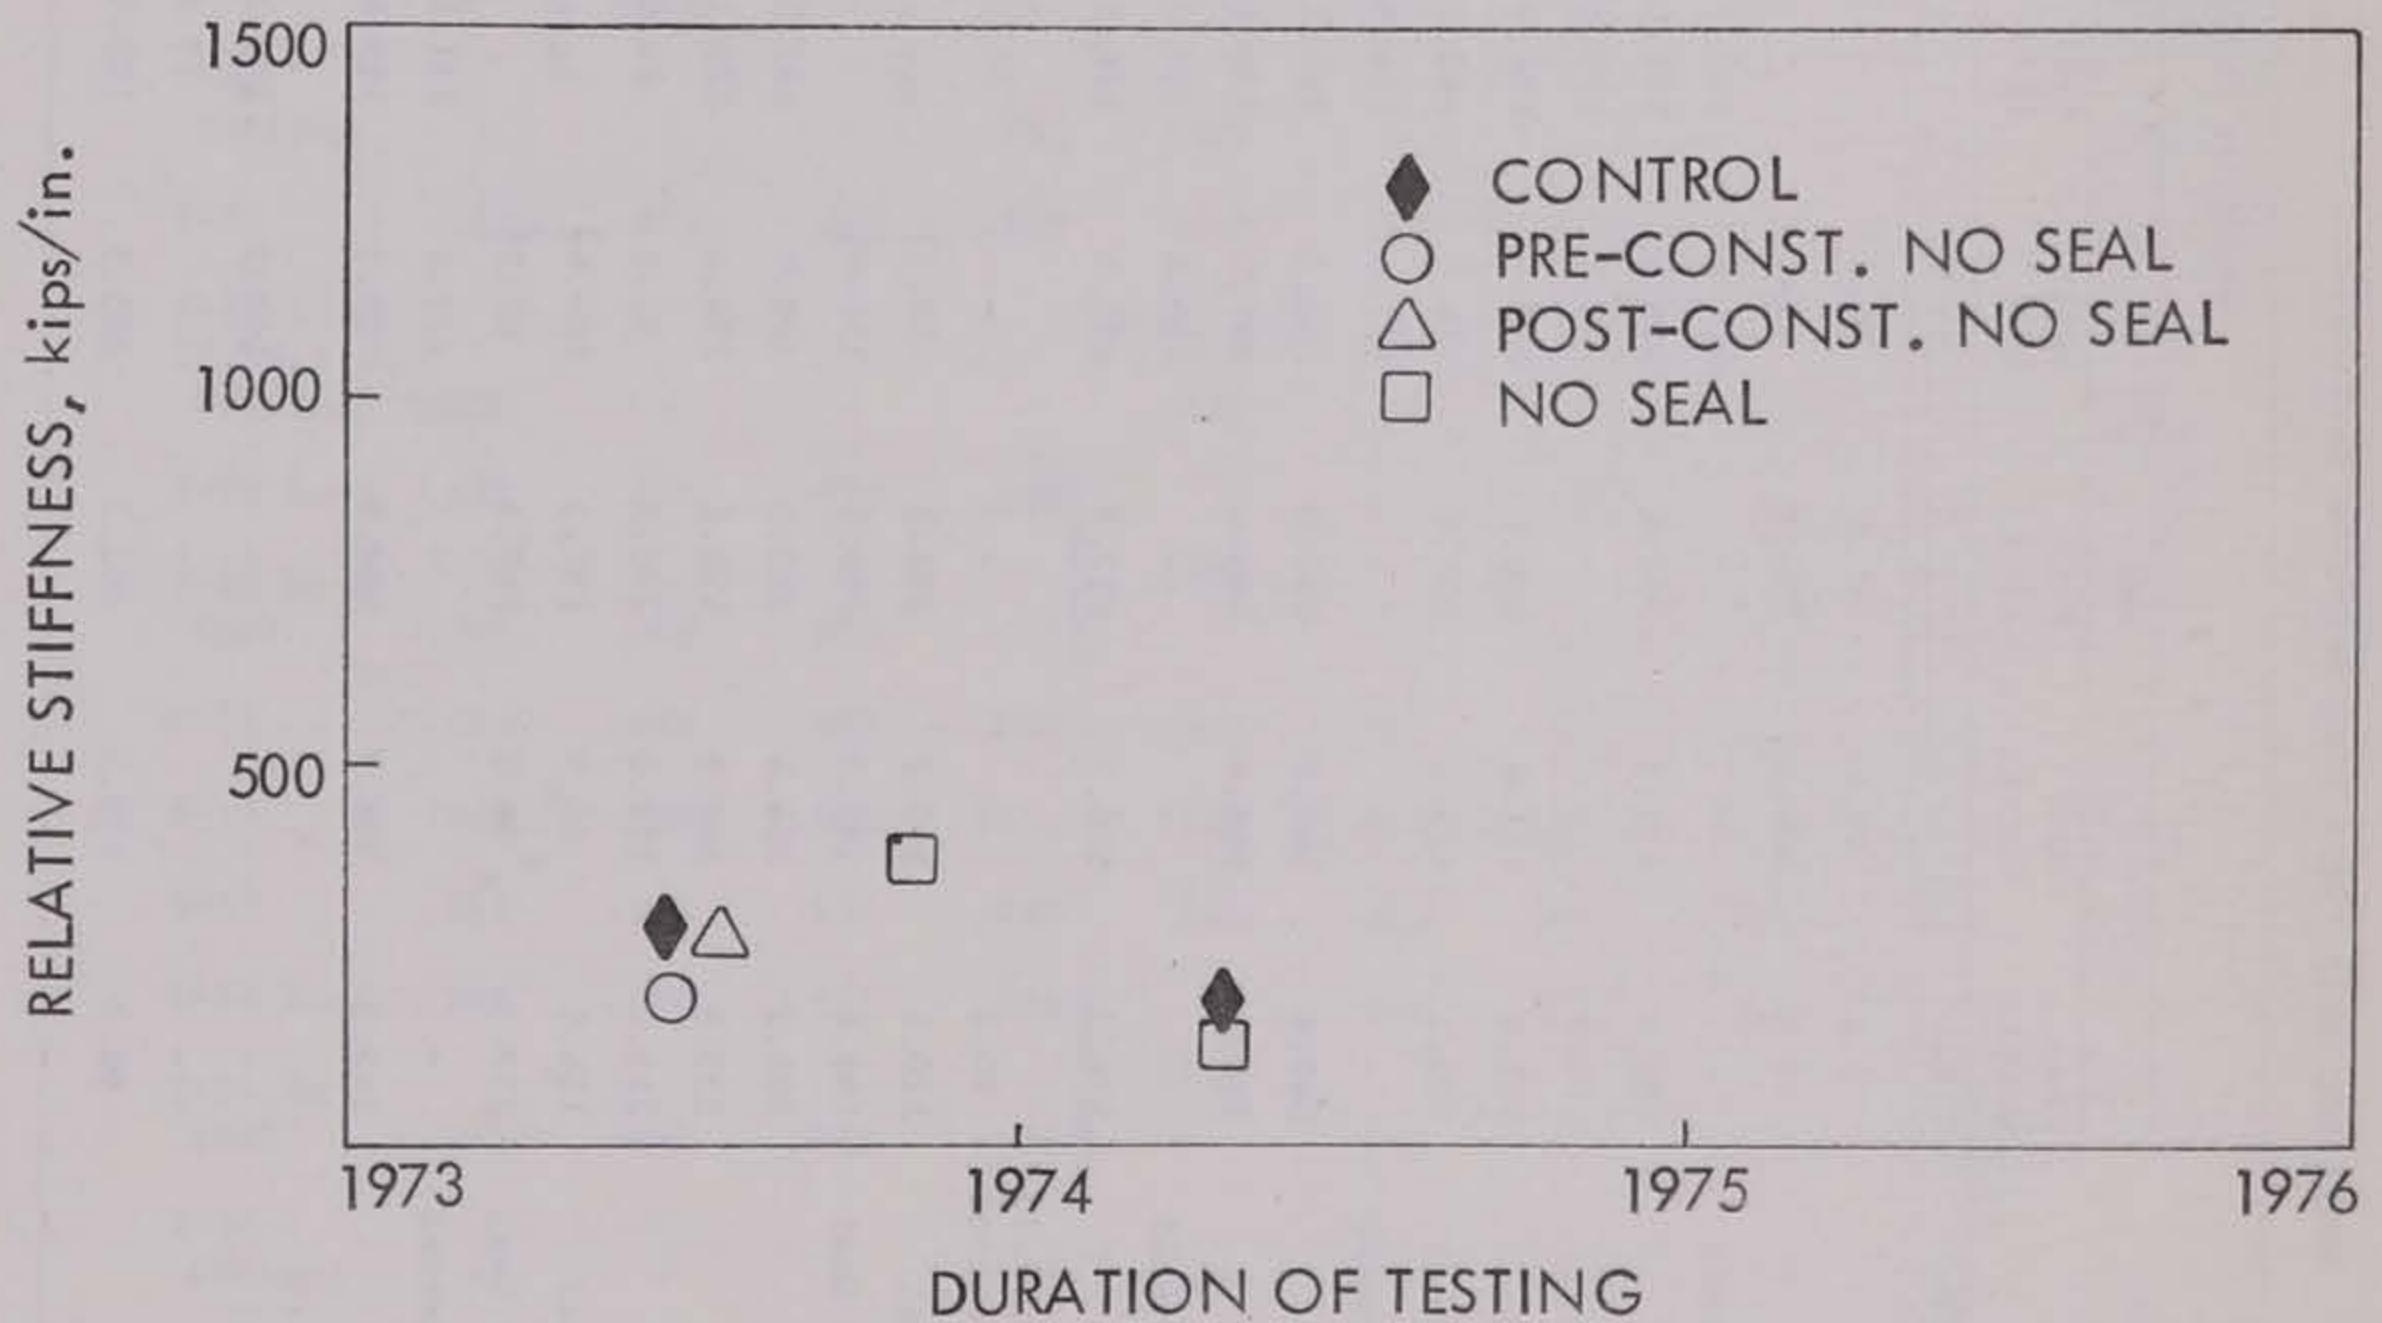 1500
1000
500
RELATIVE STIFFNESS, kips/in.
CONTROL
PRE-CONST. NO SEAL
POST-CONST. NO SEAL
NO SEAL
1973
1974
1975
1976
DURATION OF TESTING